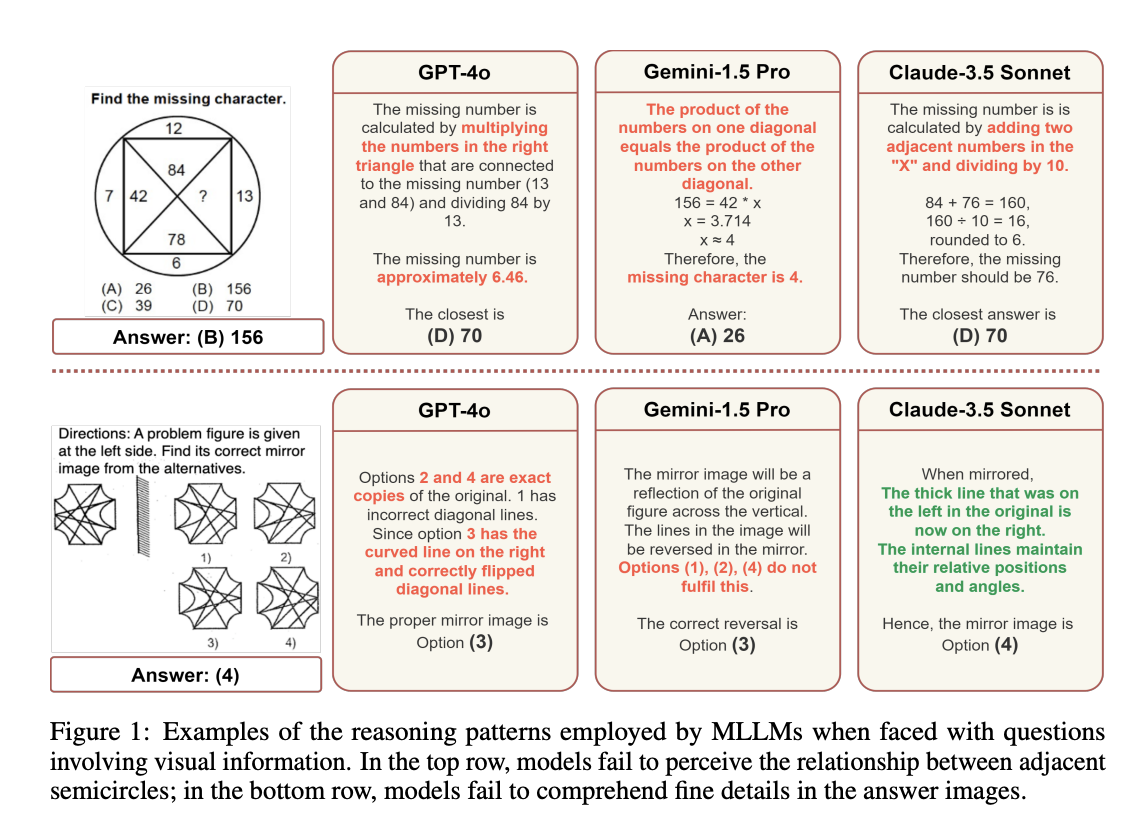 Find the missing character.
12
84
7
42
?
13
78
6
(A) 26 (B) 156
(C) 39 (D) 70
Answer: (B) 156
GPT-4o
The missing number is
calculated by multiplying
the numbers in the right
triangle that are connected
to the missing number (13
and 84) and dividing 84 by
13.
The missing number is
approximately 6.46.
The closest is
(D) 70
Gemini-1.5 Pro
The product of the
numbers on one diagonal
equals the product of the
numbers on the other
diagonal.
156 = 42 * x
x = 3.714
x ≈ 4
Therefore, the
missing character is 4.
Answer:
(A) 26
Claude-3.5 Sonnet
The missing number is is
calculated by adding two
adjacent numbers in the
"X" and dividing by 10.
84 + 76 = 160,
160 ÷ 10 = 16,
rounded to 6.
Therefore, the missing
number should be 76.
The closest answer is
(D) 70
Directions: A problem figure is given
at the left side. Find its correct mirror
image from the alternatives.
1)
2)
3)
4)
Answer: (4)
GPT-4o
Options 2 and 4 are exact
copies of the original. 1 has
incorrect diagonal lines.
Since option 3 has the
curved line on the right
and correctly flipped
diagonal lines.
The proper mirror image is
Option (3)
Gemini-1.5 Pro
The mirror image will be a
reflection of the original
figure across the vertical.
The lines in the image will
be reversed in the mirror.
Options (1), (2), (4) do not
fulfil this.
The correct reversal is
Option (3)
Claude-3.5 Sonnet
When mirrored,
The thick line that was on
the left in the original is
now on the right.
The internal lines maintain
their relative positions
and angles.
Hence, the mirror image is
Option (4)
Figure 1: Examples of the reasoning patterns employed by MLLMs when faced with questions
involving visual information. In the top row, models fail to perceive the relationship between adjacent
semicircles; in the bottom row, models fail to comprehend fine details in the answer images.